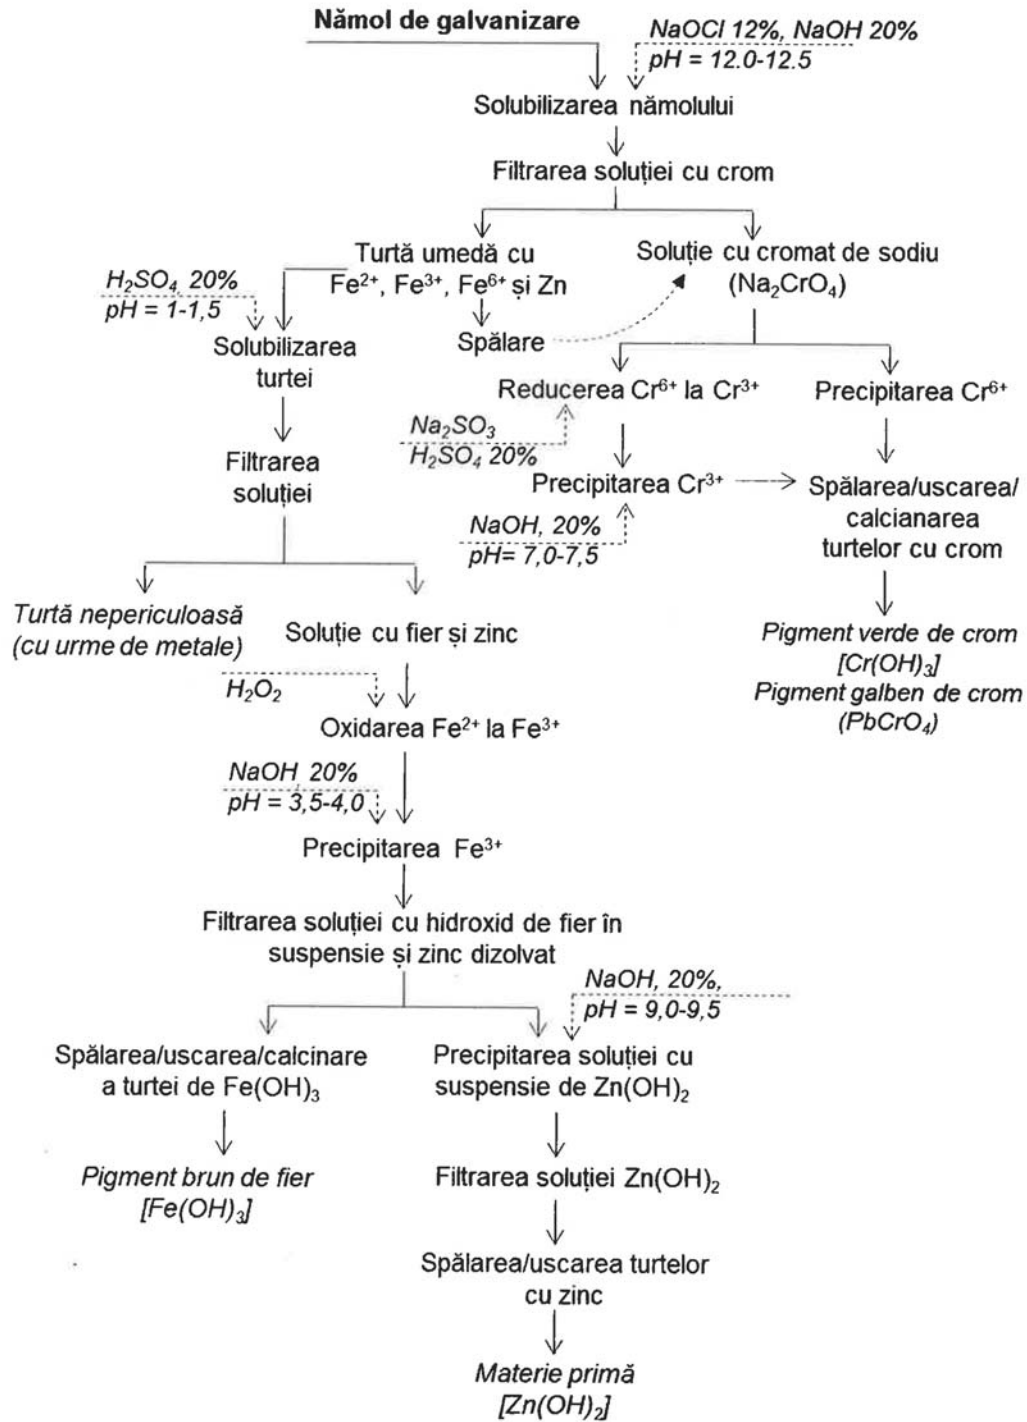 Nămol de galvanizare
NaOCl 12%, NaOH 20%
pH = 12.0-12.5
Solubilizarea nămolului
Filtrarea soluției cu crom
Turtă umedă cu
Fe²⁺, Fe³⁺, Fe⁶⁺ și Zn
Soluție cu cromat de sodiu
(Na₂CrO₄)
H₂SO₄, 20%
pH = 1-1,5
Spălare
Solubilizarea
turtei
Reducerea Cr⁶⁺ la Cr³⁺
Precipitarea Cr⁶⁺
Na₂SO₃
H₂SO₄ 20%
Filtrarea
soluției
Precipitarea Cr³⁺
Spălarea/uscarea/
calcianarea
turtelor cu crom
NaOH, 20%
pH= 7,0-7,5
Turtă nepericuloasă
(cu urme de metale)
Soluție cu fier și zinc
Pigment verde de crom
[Cr(OH)₃]
Pigment galben de crom
(PbCrO₄)
H₂O₂
Oxidarea Fe²⁺ la Fe³⁺
NaOH, 20%
pH = 3,5-4,0
Precipitarea Fe³⁺
Filtrarea soluției cu hidroxid de fier în
suspensie și zinc dizolvat
NaOH, 20%,
pH = 9,0-9,5
Spălarea/uscarea/calcinare
a turtei de Fe(OH)₃
Precipitarea soluției cu
suspensie de Zn(OH)₂
Pigment brun de fier
[Fe(OH)₃]
Filtrarea soluției Zn(OH)₂
Spălarea/uscarea turtelor
cu zinc
Materie primă
[Zn(OH)₂]